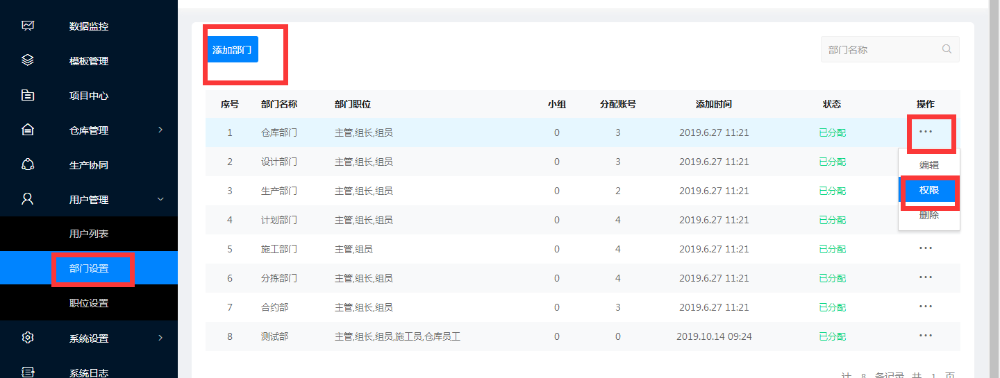 数据监控
模板管理
项目中心
仓库管理
生产协同
用户管理
用户列表
部门设置
职位设置
系统设置
系统日志
添加部门
部门名称
序号 部门名称 部门职位 小组 分配账号 添加时间 状态 操作
1 仓库部门 主管,组长,组员 0 3 2019.6.27 11:21 已分配 ···
2 设计部门 主管,组长,组员 0 3 2019.6.27 11:21 已分配
3 生产部门 主管,组长,组员 0 2 2019.6.27 11:21 已分配
4 计划部门 主管,组长,组员 0 4 2019.6.27 11:21 已分配
5 施工部门 主管,组员 0 4 2019.6.27 11:21 已分配 ···
6 分拣部门 主管,组长,组员 0 4 2019.6.27 11:21 已分配 ···
7 合约部 主管,组长,组员 0 3 2019.6.27 11:21 已分配 ···
8 测试部 主管,组长,组员,施工员,仓库员工 0 0 2019.10.14 09:24 已分配 ···
编辑
权限
删除
计 8 条记录 共 1 页